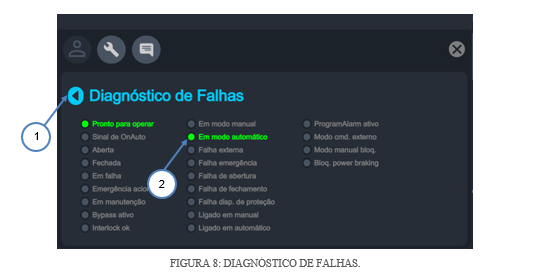 Diagnóstico de Falhas
1
Pronto para operar
Sinal de OnAuto
Aberta
Fechada
Em falha
Emergência acion
Em manutenção
Bypass ativo
Interlock ok
Em modo manual
Em modo automático
Falha externa
Falha emergência
Falha de abertura
Falha de fechamento
Falha disp. de proteção
Ligado em manual
Ligado em automático
2
ProgramAlarm ativo
Modo cmd. externo
Modo manual bloq.
Bloq. power braking
FIGURA 8: DIAGNÓSTICO DE FALHAS.